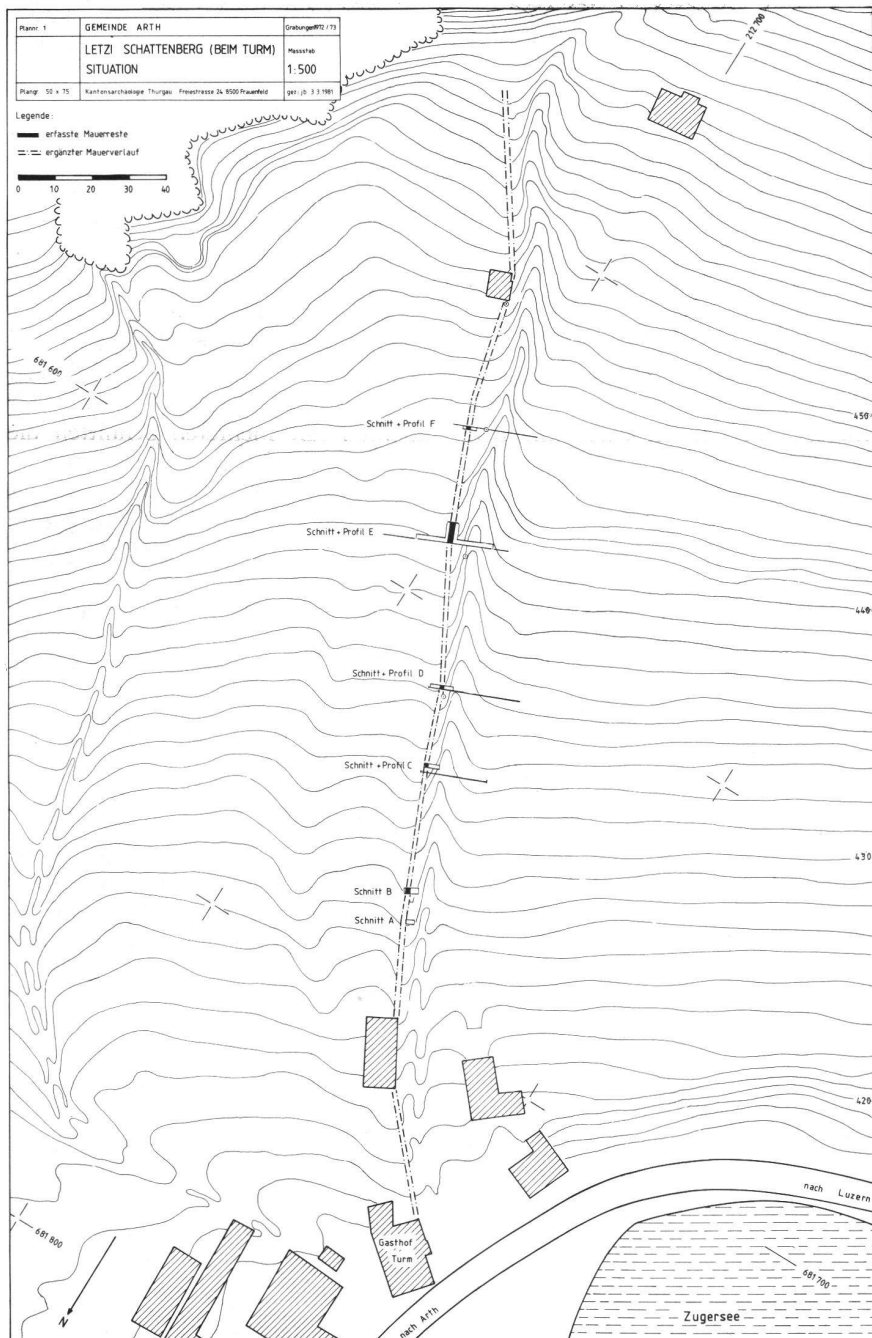 Plannr. 1
GEMEINDE ARTH
Grabungen 1972 / 73
LETZI SCHATTENBERG (BEIM TURM)
SITUATION
Massstab
1:500
Plangr. 50 x 75
Kantonsarchäologie Thurgau Freiestrasse 24 8500 Frauenfeld
gez.: jb 3.3.1981
Legende:
erfasste Mauerreste
ergänzter Mauerverlauf
0 10 20 30 40
212 700
681 600
450
Schnitt + Profil F
Schnitt + Profil E
440
Schnitt + Profil D
Schnitt + Profil C
430
Schnitt B
Schnitt A
420
nach Luzern
681 800
Gasthof
Turm
681 700
N
nach Arth
Zugersee